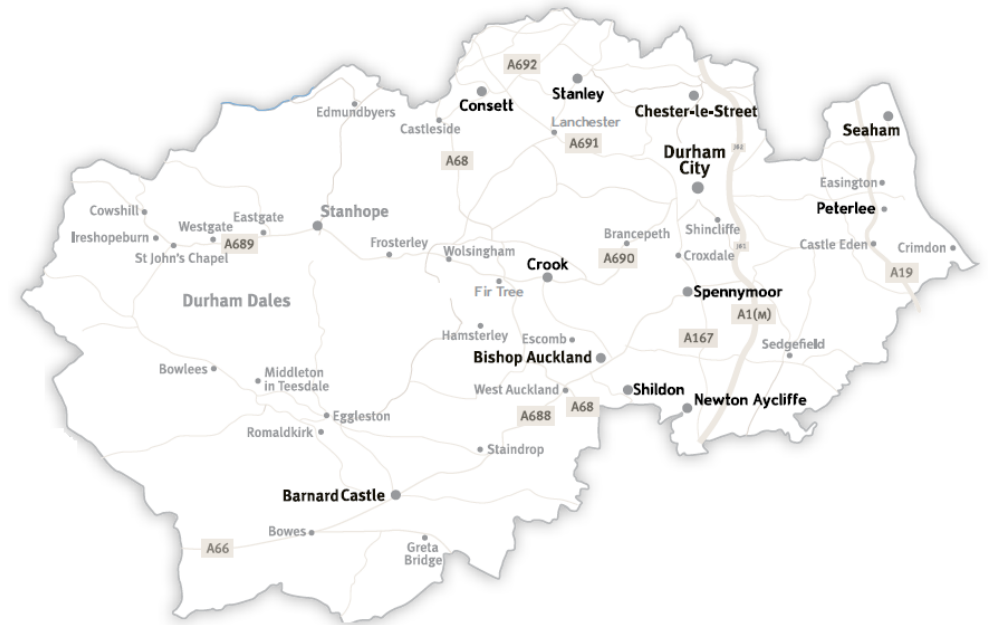 A692
Stanley
Consett
Edmundbyers
Chester-le-Street
Castleside
Lanchester
Seaham
A691
J62
Durham
City
A68
Easington
Cowshill
Peterlee
Stanhope
Eastgate
Westgate
Shincliffe
Ireshopeburn
A689
Frosterley
Brancepeth
Castle Eden
Crimdon
St John's Chapel
Wolsingham
A690
Croxdale
J61
Crook
A19
Fir Tree
Spennymoor
Durham Dales
A1(M)
Hamsterley
Escomb
A167
Sedgefield
Bishop Auckland
Bowlees
Middleton
in Teesdale
West Auckland
Shildon
Newton Aycliffe
A68
A688
Eggleston
Romaldkirk
Staindrop
Barnard Castle
Bowes
A66
Greta
Bridge